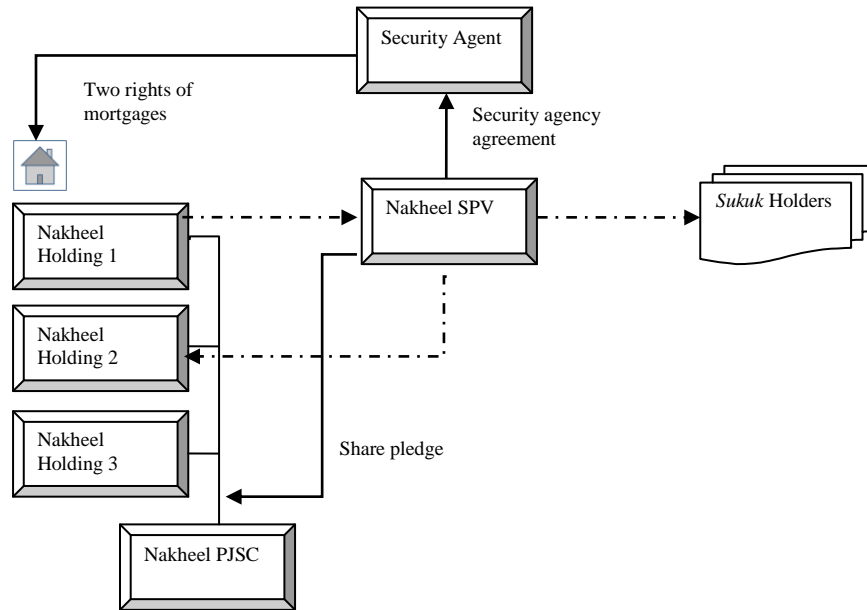 Security Agent
Two rights of
mortgages
Security agency
agreement
Nakheel SPV
Sukuk Holders
Nakheel
Holding 1
Nakheel
Holding 2
Nakheel
Holding 3
Share pledge
Nakheel PJSC